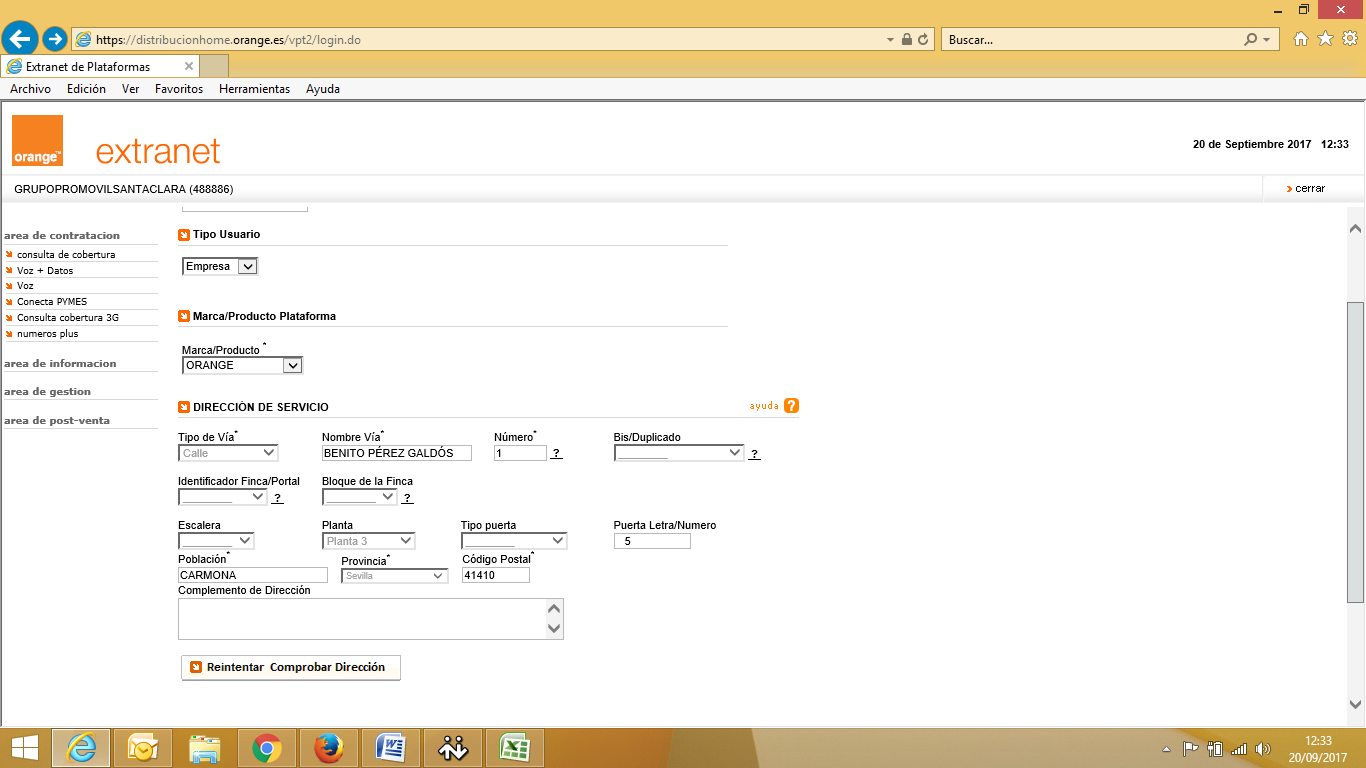 https://distribucionhome.orange.es/vpt2/login.do
Buscar...
Extranet de Plataformas
Archivo Edición Ver Favoritos Herramientas Ayuda
orange™
extranet
20 de Septiembre 2017 12:33
GRUPOPROMOVILSANTACLARA (488886)
cerrar
area de contratacion
consulta de cobertura
Voz + Datos
Voz
Conecta PYMES
Consulta cobertura 3G
numeros plus
area de informacion
area de gestion
area de post-venta
Tipo Usuario
Empresa
Marca/Producto Plataforma
Marca/Producto *
ORANGE
DIRECCIÓN DE SERVICIO
ayuda ?
Tipo de Vía* Nombre Vía* Número* Bis/Duplicado
Calle BENITO PÉREZ GALDÓS 1 ? ________ ?
Identificador Finca/Portal Bloque de la Finca
________ ? ________ ?
Escalera Planta Tipo puerta Puerta Letra/Numero
________ Planta 3 ________ 5
Población* Provincia* Código Postal*
CARMONA Sevilla 41410
Complemento de Dirección
Reintentar Comprobar Dirección
12:33
20/09/2017